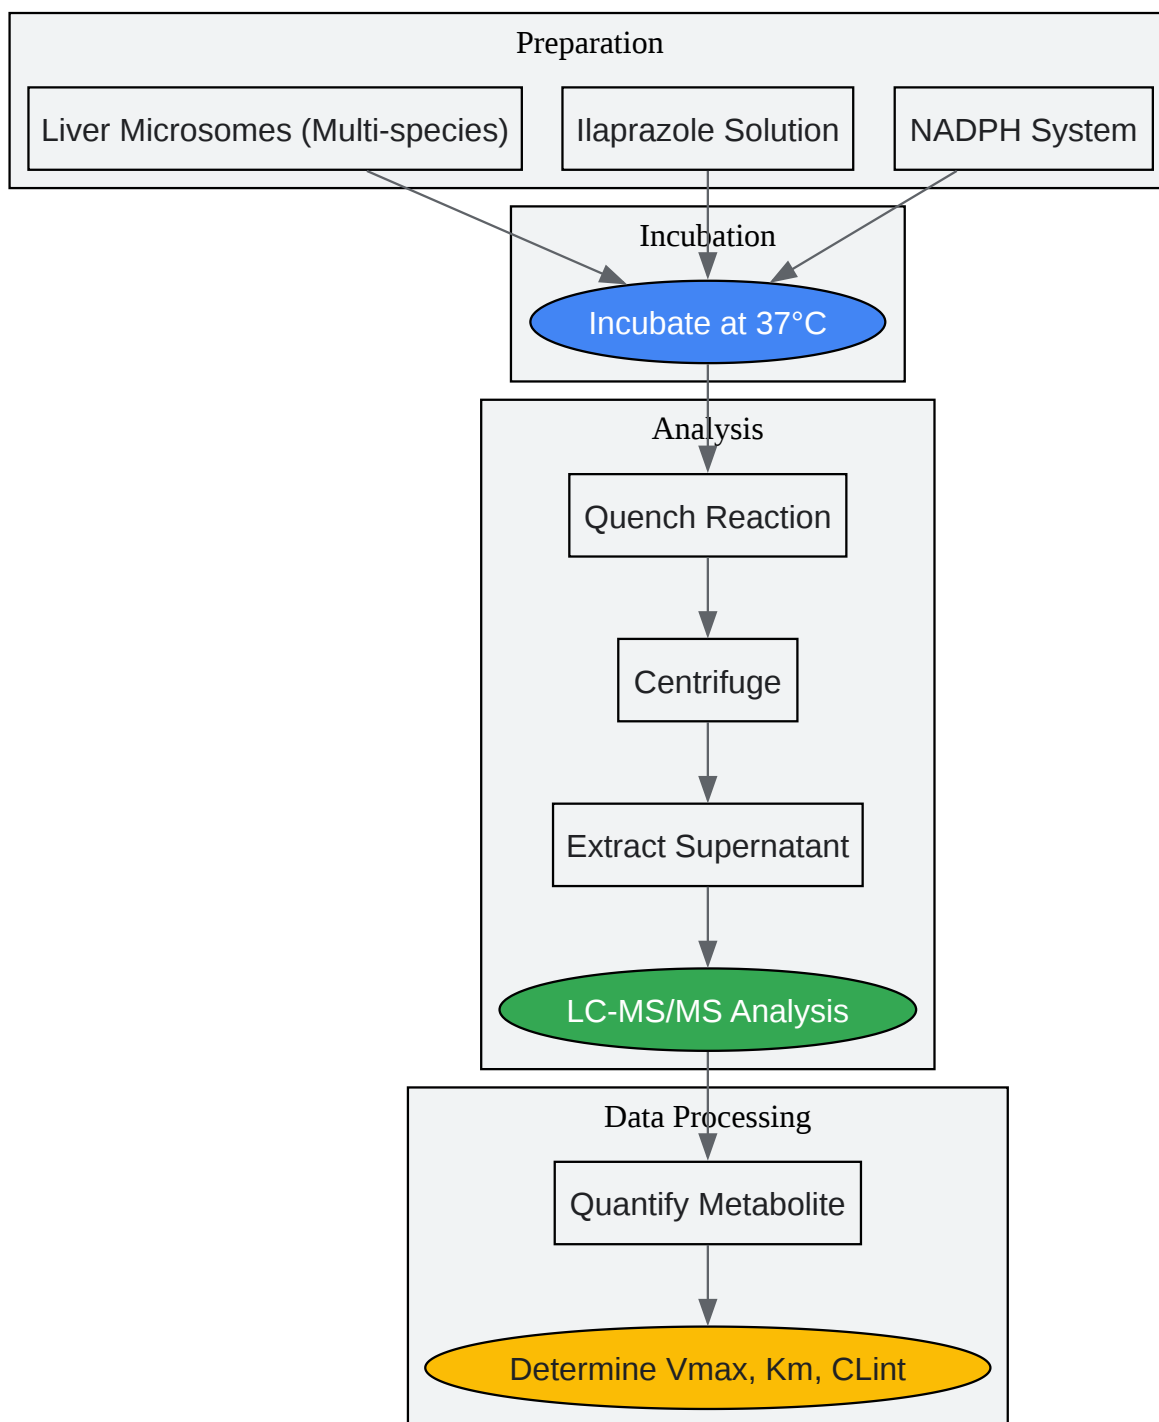 Preparation
Liver Microsomes (Multi-species)
Ilaprazole Solution
NADPH System
Incubation
Incubate at 37°C
Analysis
Quench Reaction
Centrifuge
Extract Supernatant
LC-MS/MS Analysis
Data Processing
Quantify Metabolite
Determine Vmax, Km, CLint